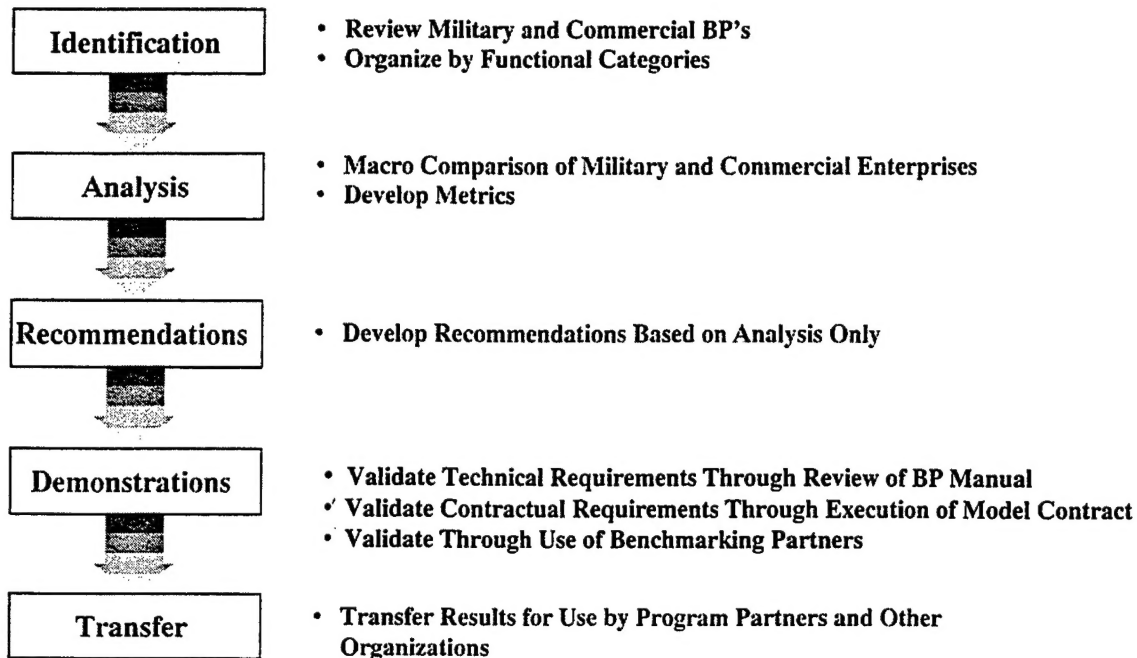 Identification
• Review Military and Commercial BP's
• Organize by Functional Categories
Analysis
• Macro Comparison of Military and Commercial Enterprises
• Develop Metrics
Recommendations
• Develop Recommendations Based on Analysis Only
Demonstrations
• Validate Technical Requirements Through Review of BP Manual
• Validate Contractual Requirements Through Execution of Model Contract
• Validate Through Use of Benchmarking Partners
Transfer
• Transfer Results for Use by Program Partners and Other
Organizations